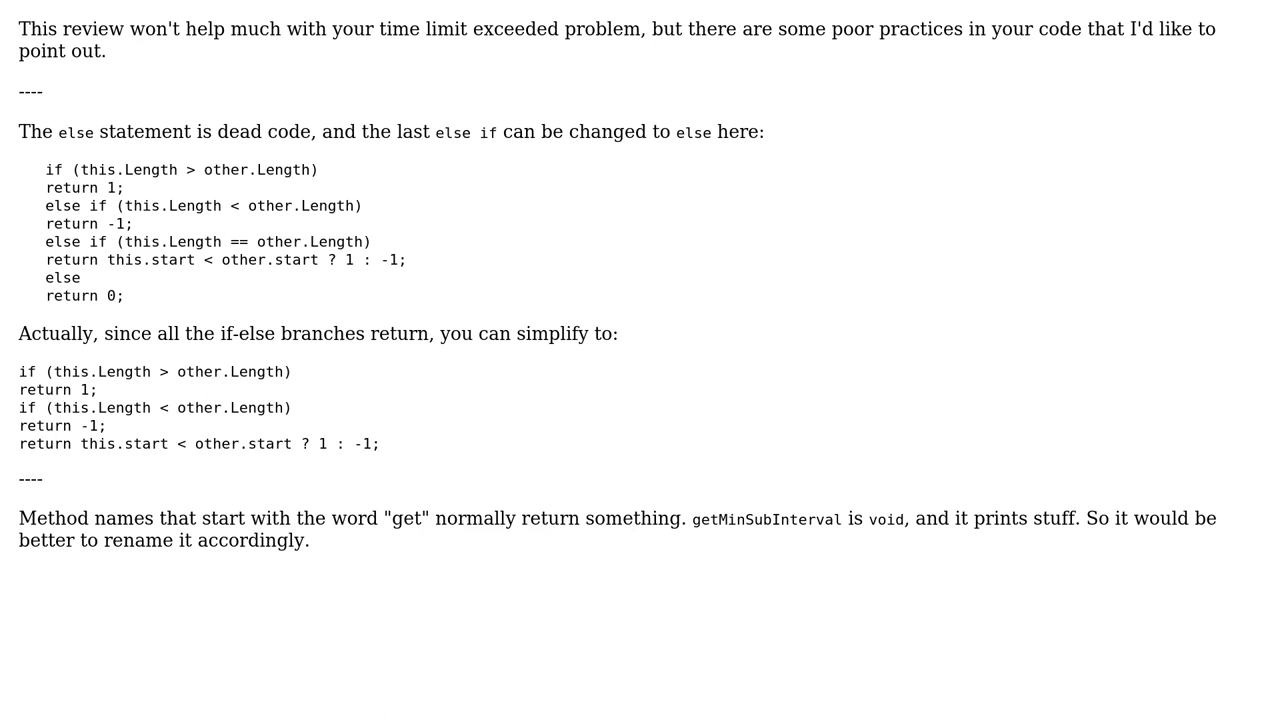 This review won't help much with your time limit exceeded problem, but there are some poor practices in your code that I'd like to
point out.
----
The else statement is dead code, and the last else if can be changed to else here:
if (this.Length > other.Length)
return 1;
else if (this.Length < other.Length)
return -1;
else if (this.Length == other.Length)
return this.start < other.start ? 1 : -1;
else
return 0;
Actually, since all the if-else branches return, you can simplify to:
if (this.Length > other.Length)
return 1;
if (this.Length < other.Length)
return -1;
return this.start < other.start ? 1 : -1;
----
Method names that start with the word "get" normally return something. getMinSubInterval is void, and it prints stuff. So it would be
better to rename it accordingly.